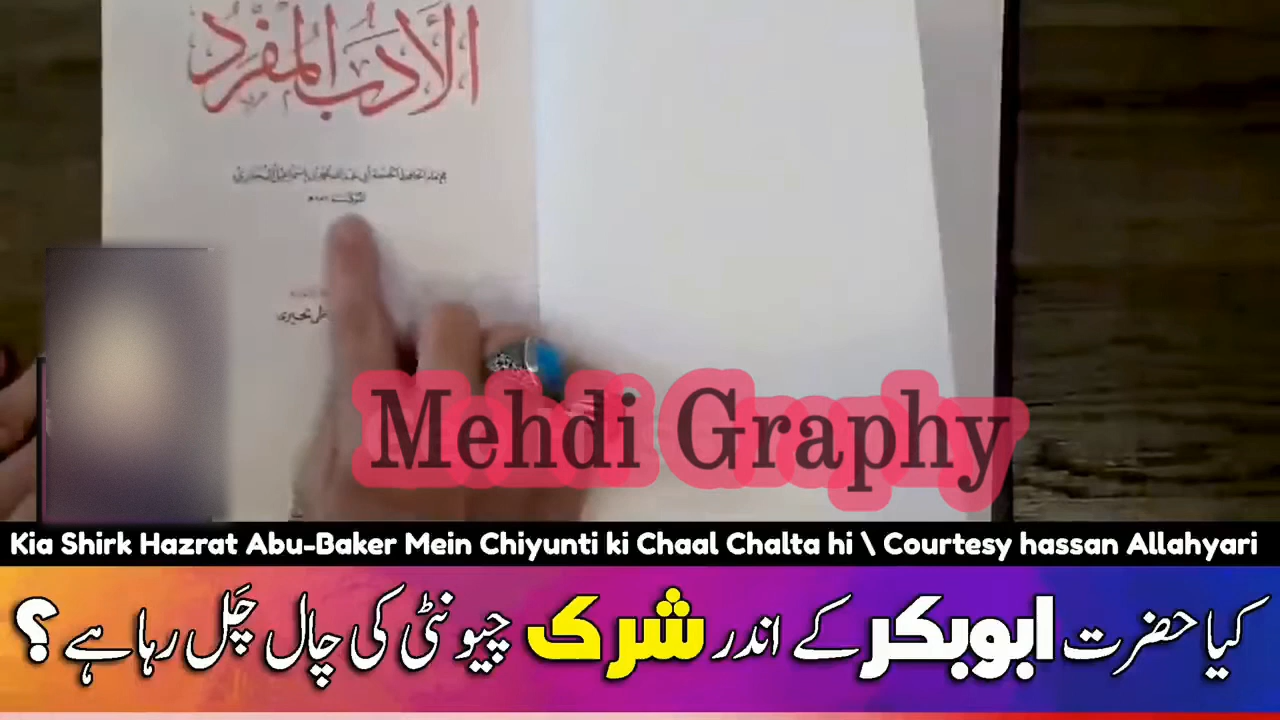 الأدب المفرد
Mehdi Graphy
Kia Shirk Hazrat Abu-Baker Mein Chiyunti ki Chaal Chalta hi \ Courtesy hassan Allahyari
کیا حضرت ابوبکر کے اندر شرک چیونٹی کی چال چَل رہا ہے ؟